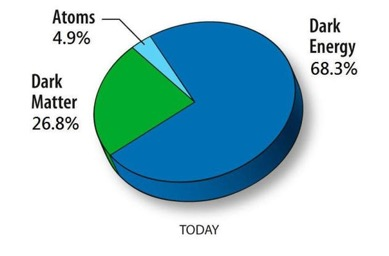 Atoms
4.9%
Dark
Energy
68.3%
Dark
Matter
26.8%
TODAY